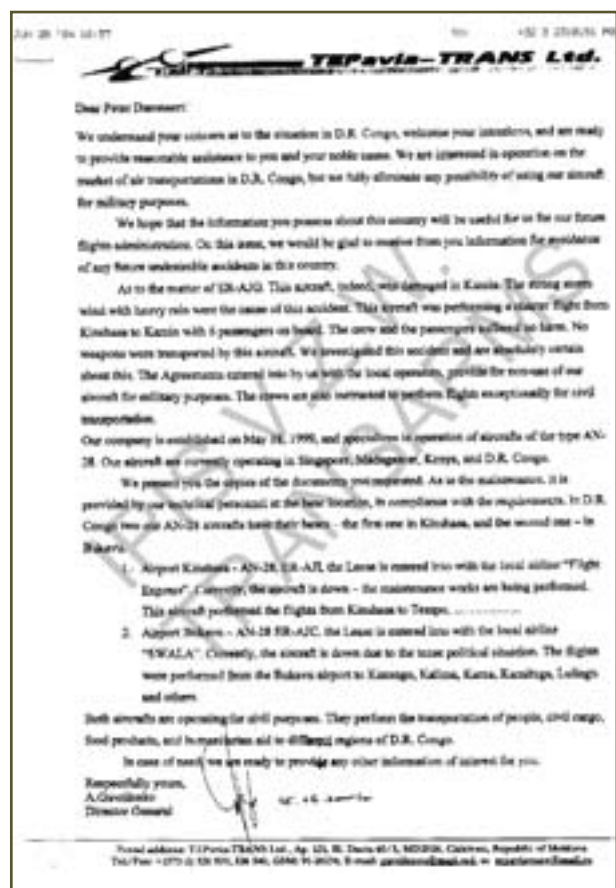 TEPavia–TRANS Ltd.
Dear Peter
We understand your concern as to the situation in D.R. Congo, welcome your intentions, and are ready
to provide reasonable assistance to you and your noble cause. We are interested in operation on the
market of air transportations in D.R. Congo, but we fully eliminate any possibility of using our aircraft
for military purposes.
We hope that the information you possess about this country will be useful for us for our future
flights administration. On this issue, we would be glad to receive from you information for avoidance
of any future undesirable accidents in this country.
As to the matter of This aircraft, indeed, was damaged in Kamin. The strong storm
wind with heavy rain were the cause of this accident. This aircraft was performing a charter flight from
Kinshasa to Kamin with 6 passengers on board. The crew and the passengers suffered no harm. No
weapons were transported by this aircraft. We investigated this accident and are absolutely certain
about this. The Agreements entered into by us with the local operators, provide for non-use of our
aircraft for military purposes. The crews are also instructed to perform flights exceptionally for civil
transportation.
Our company is established on May 1999, and specializes in operation of aircrafts of the type AN-
28. Our aircraft are currently operating in Singapore, Madagascar, Kenya, and D.R. Congo.
We present you the copies of the documents you requested. As to the maintenance, it is
provided by our technical personnel at the base location, in compliance with the requirements. In D.R.
Congo two our AN-28 aircrafts have their bases – the first one in Kinshasa, and the second one – in
Bukavu:
1. Airport Kinshasa - AN-28, the Lease is entered into with the local airline "Flight
Express". Currently, the aircraft is down – the maintenance works are being performed.
This aircraft performed the flights from Kinshasa to
2. Airport Bukavu – AN-28 the Lease is entered into with the local airline
Currently, the aircraft is down due to the tense political situation. The flights
were performed from the Bukavu airport to Kasongo, Kalima, Kama, Lulingu
and others.
Both aircrafts are operating for civil purposes. They perform the transportation of people, civil cargo,
food products, and humanitarian aid to different regions of D.R. Congo.
In case of need, we are ready to provide any other information of interest for you.
Respectfully yours,
Director General
Postal address: TEPavia-TRANS Ltd., Republic of Moldova
IPIS V.Z.W.
TRANSARMS